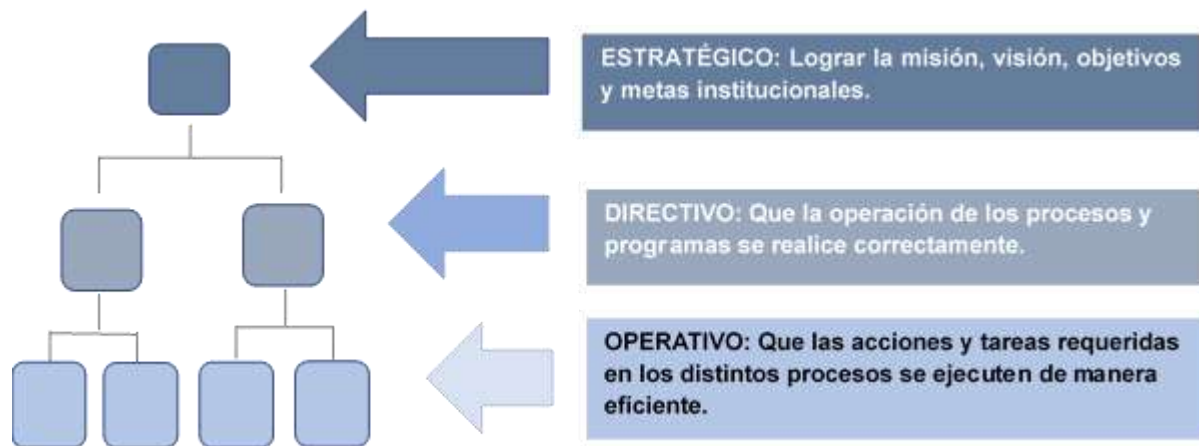 ESTRATÉGICO: Lograr la misión, visión, objetivos
y metas institucionales.
DIRECTIVO: Que la operación de los procesos y
programas se realice correctamente.
OPERATIVO: Que las acciones y tareas requeridas
en los distintos procesos se ejecuten de manera
eficiente.